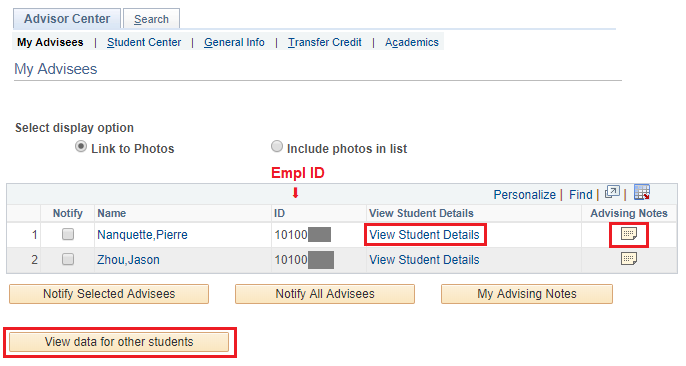 Advisor Center Search
My Advisees | Student Center | General Info | Transfer Credit | Academics
My Advisees
Select display option
Link to Photos Include photos in list
Empl ID
Personalize | Find | |
Notify Name ID View Student Details Advising Notes
1 Nanquette,Pierre 10100 View Student Details
2 Zhou,Jason 10100 View Student Details
Notify Selected Advisees Notify All Advisees My Advising Notes
View data for other students